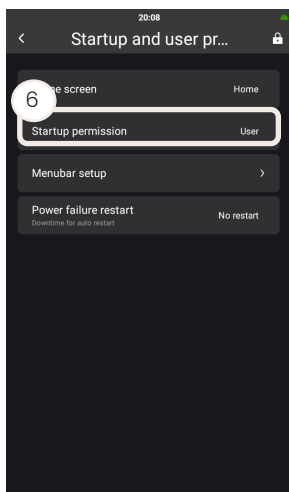 20:08
Startup and user pr...
6
e screen
Home
Startup permission
User
Menubar setup
Power failure restart
Downtime for auto restart
No restart